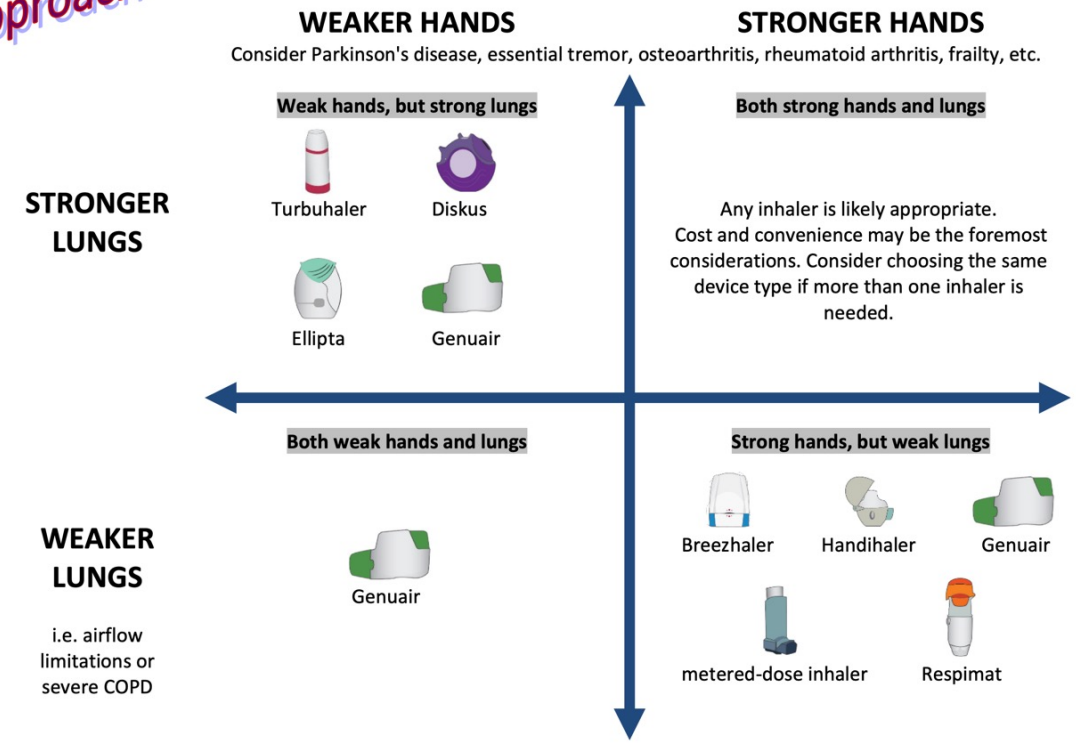 WEAKER HANDS
STRONGER HANDS
Consider Parkinson's disease, essential tremor, osteoarthritis, rheumatoid arthritis, frailty, etc.
Weak hands, but strong lungs
Both strong hands and lungs
STRONGER
LUNGS
Turbuhaler
Diskus
Ellipta
Genuair
Any inhaler is likely appropriate.
Cost and convenience may be the foremost
considerations. Consider choosing the same
device type if more than one inhaler is
needed.
Both weak hands and lungs
Strong hands, but weak lungs
WEAKER
LUNGS
i.e. airflow
limitations or
severe COPD
Genuair
Breezhaler
Handihaler
Genuair
metered-dose inhaler
Respimat